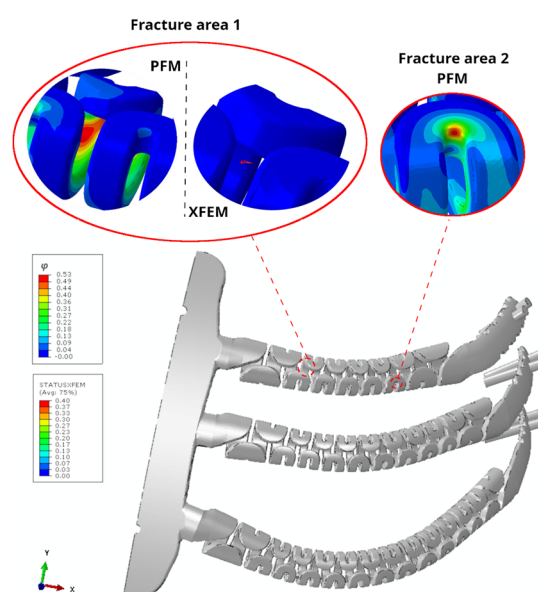 Fracture area 1
PFM
XFEM
Fracture area 2
PFM
φ
0.53
0.49
0.44
0.40
0.36
0.31
0.27
0.22
0.18
0.13
0.09
0.04
-0.00
STATUSXFEM
(Avg: 75%)
0.40
0.37
0.33
0.30
0.27
0.23
0.20
0.17
0.13
0.10
0.07
0.03
0.00
Y
X